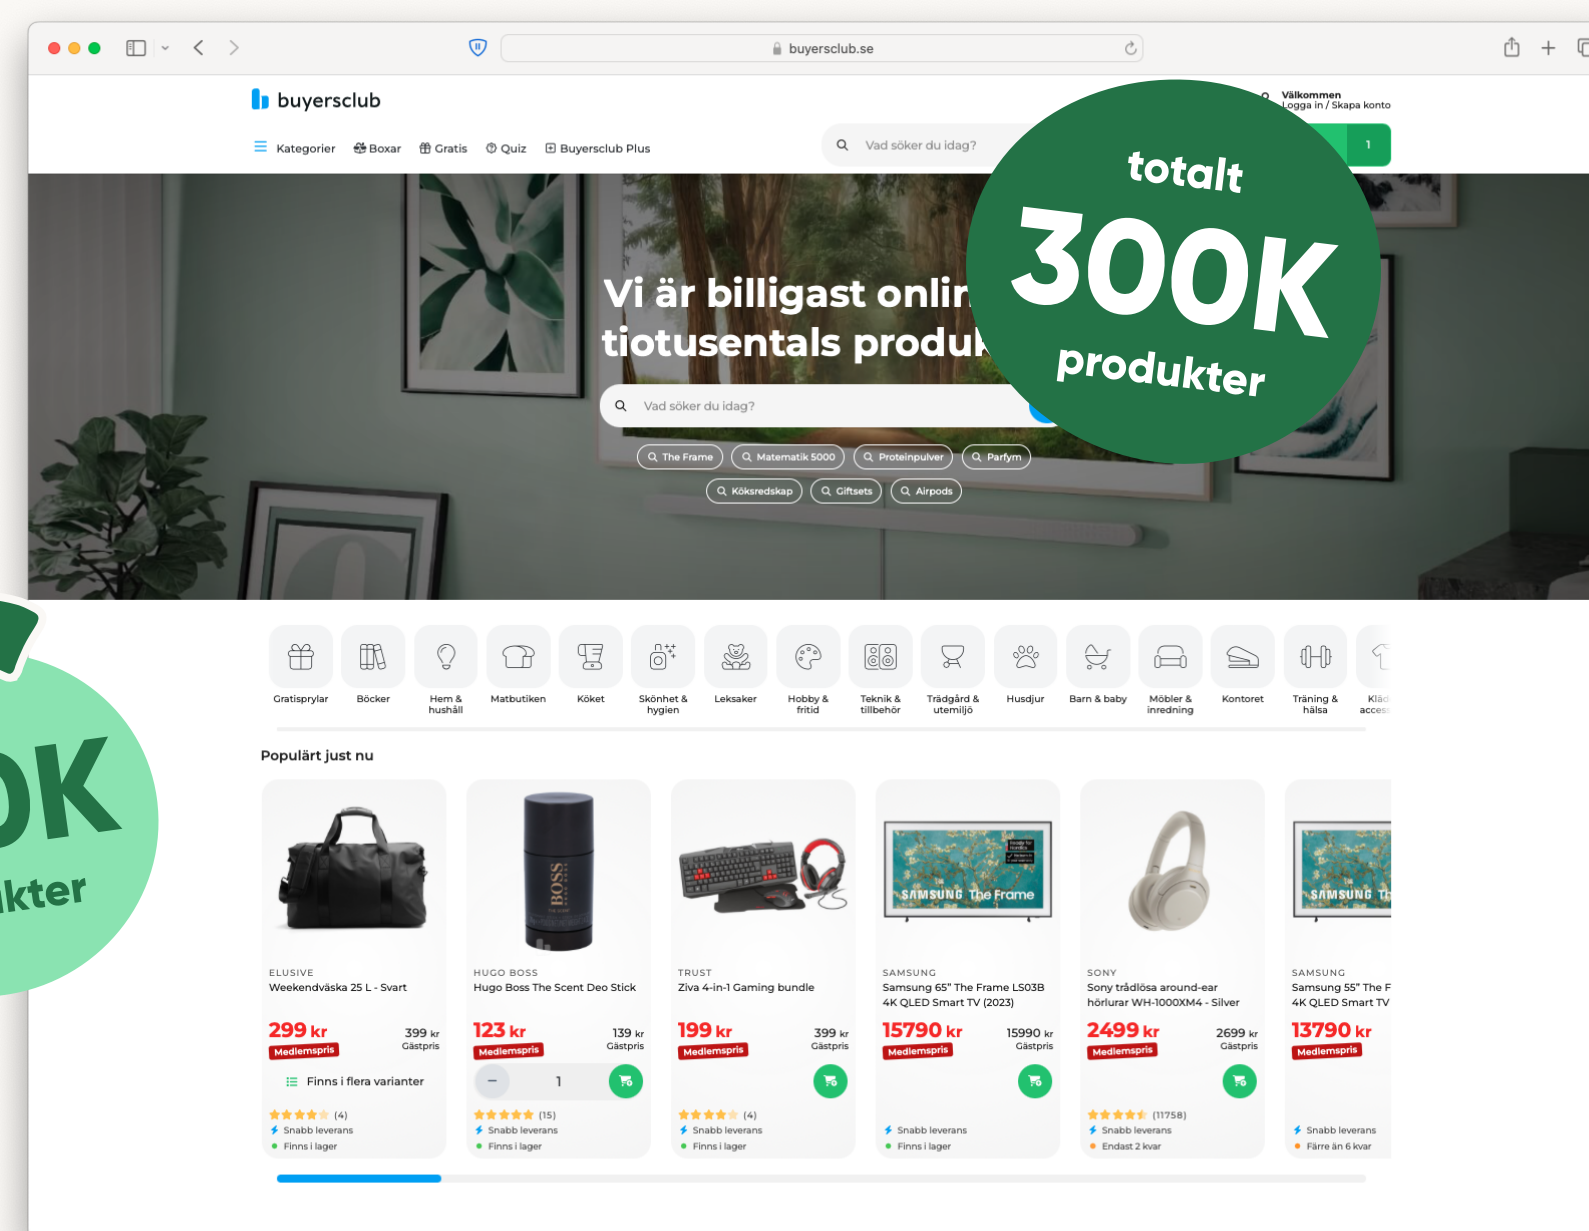 buyersclub.se
buyersclub
Välkommen
Logga in / Skapa konto
Kategorier
Boxar
Gratis
Quiz
Buyersclub Plus
Vad söker du idag?
1
totalt
300K
produkter
Vi är billigast
tiotusentals
Vad söker du idag?
The Frame
Matematik 5000
Proteinpulver
Parfym
Köksredskap
Giftsets
Airpods
Gratisprylar
Böcker
Hem &
hushåll
Matbutiken
Köket
Skönhet &
hygien
Leksaker
Hobby &
fritid
Teknik &
tillbehör
Trädgård &
utemiljö
Husdjur
Barn & baby
Möbler &
inredning
Kontoret
Träning &
hälsa
Populärt just nu
ELUSIVE
Weekendväska 25 L - Svart
299 kr
399 kr
Medlemspris
Gästpris
Finns i flera varianter
(4)
Snabb leverans
Finns i lager
BOSS
HUGO BOSS
Hugo Boss The Scent Deo Stick
123 kr
139 kr
Medlemspris
Gästpris
− 1
(15)
Snabb leverans
Finns i lager
TRUST
Ziva 4-in-1 Gaming bundle
199 kr
399 kr
Medlemspris
Gästpris
(4)
Snabb leverans
Finns i lager
SAMSUNG The Frame
SAMSUNG
Samsung 65" The Frame LS03B
4K QLED Smart TV (2023)
15790 kr
15990 kr
Medlemspris
Gästpris
Snabb leverans
Finns i lager
SONY
Sony trådlösa around-ear
hörlurar WH-1000XM4 - Silver
2499 kr
2699 kr
Medlemspris
Gästpris
(11758)
Snabb leverans
Endast 2 kvar
SAMSUNG
SAMSUNG
Samsung 55" The
4K QLED Smart TV
13790 kr
Medlemspris
Snabb leverans
Färre än 6 kvar